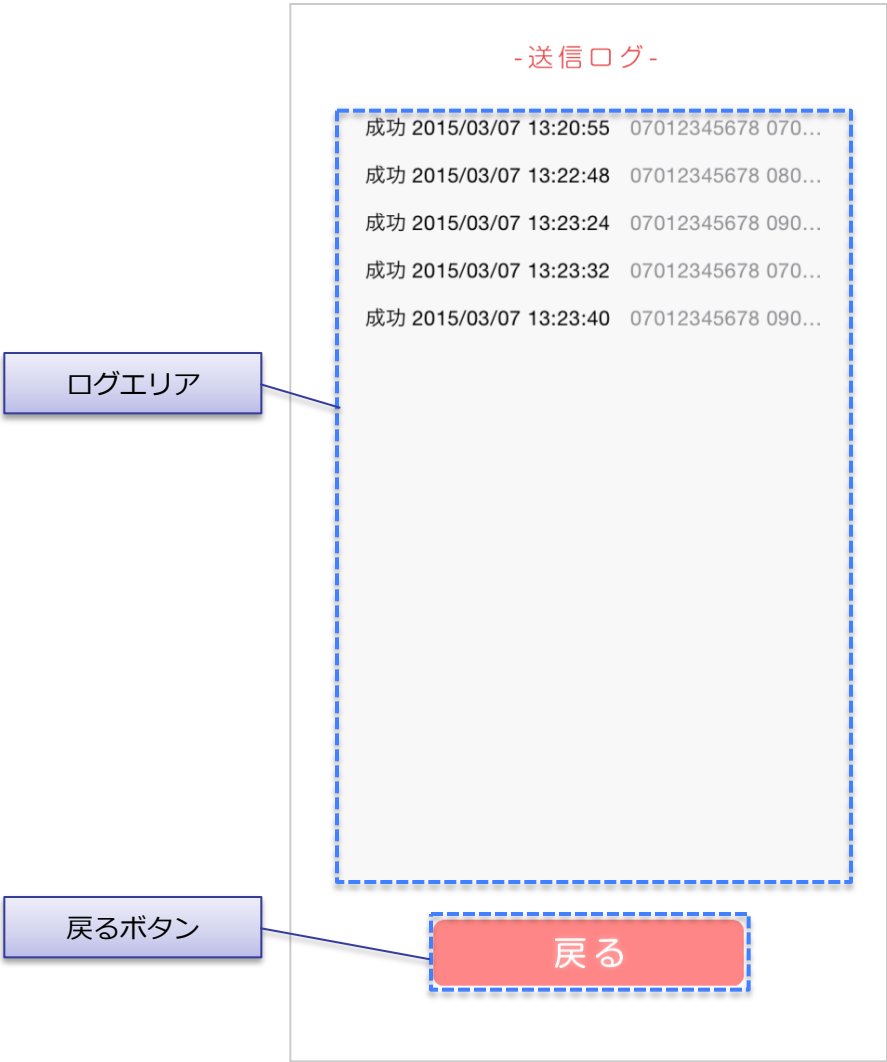 -送信ログ-
成功 2015/03/07 13:20:55 07012345678 070...
成功 2015/03/07 13:22:48 07012345678 080...
成功 2015/03/07 13:23:24 07012345678 090...
成功 2015/03/07 13:23:32 07012345678 070...
成功 2015/03/07 13:23:40 07012345678 090...
ログエリア
戻るボタン
戻る